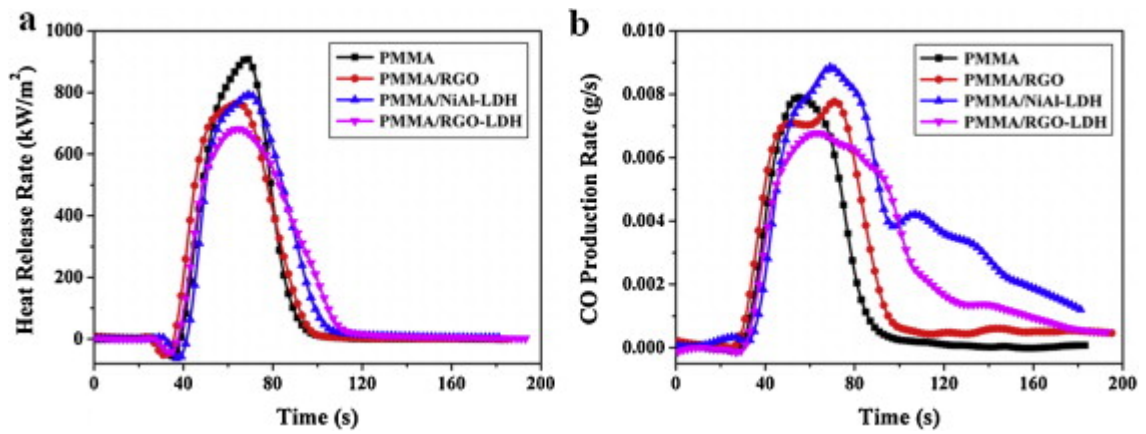 a
Heat Release Rate (kW/m²)
1000
800
600
400
200
0
PMMA
PMMA/RGO
PMMA/NiAl-LDH
PMMA/RGO-LDH
0 40 80 120 160 200
Time (s)
b
CO Production Rate (g/s)
0.010
0.008
0.006
0.004
0.002
0.000
PMMA
PMMA/RGO
PMMA/NiAl-LDH
PMMA/RGO-LDH
0 40 80 120 160 200
Time (s)